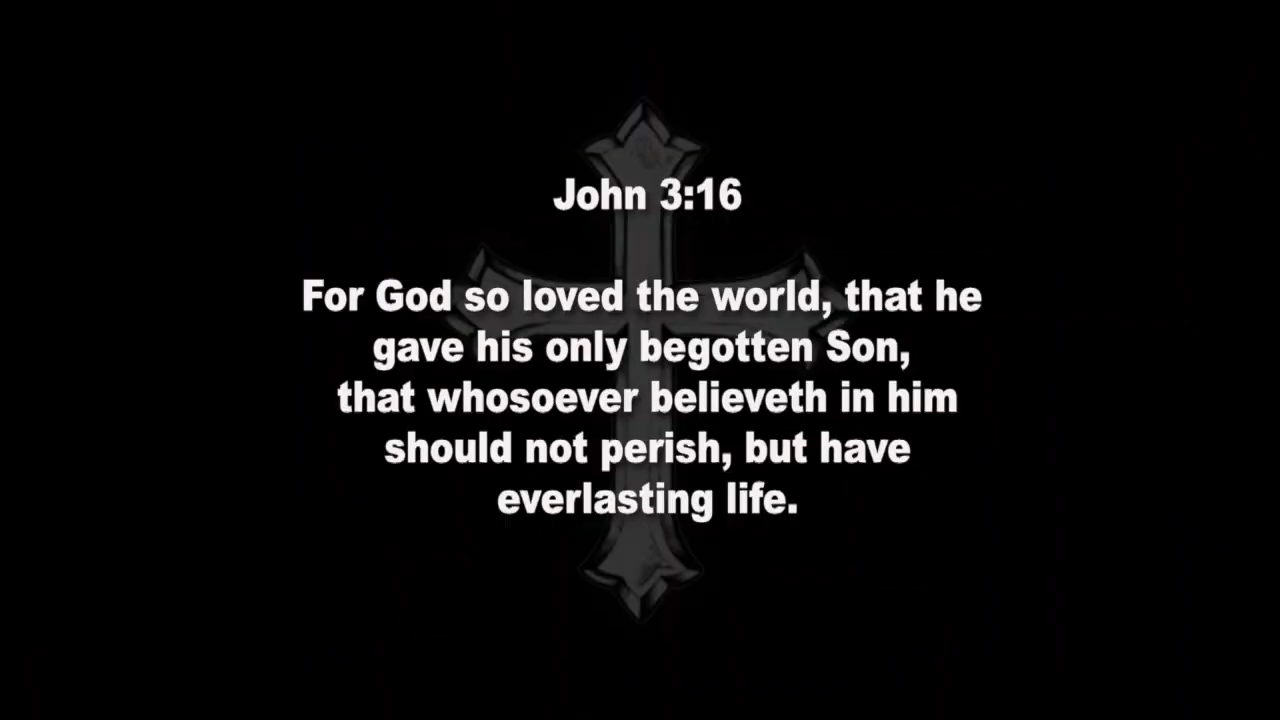 John 3:16
For God so loved the world, that he
gave his only begotten Son,
that whosoever believeth in him
should not perish, but have
everlasting life.